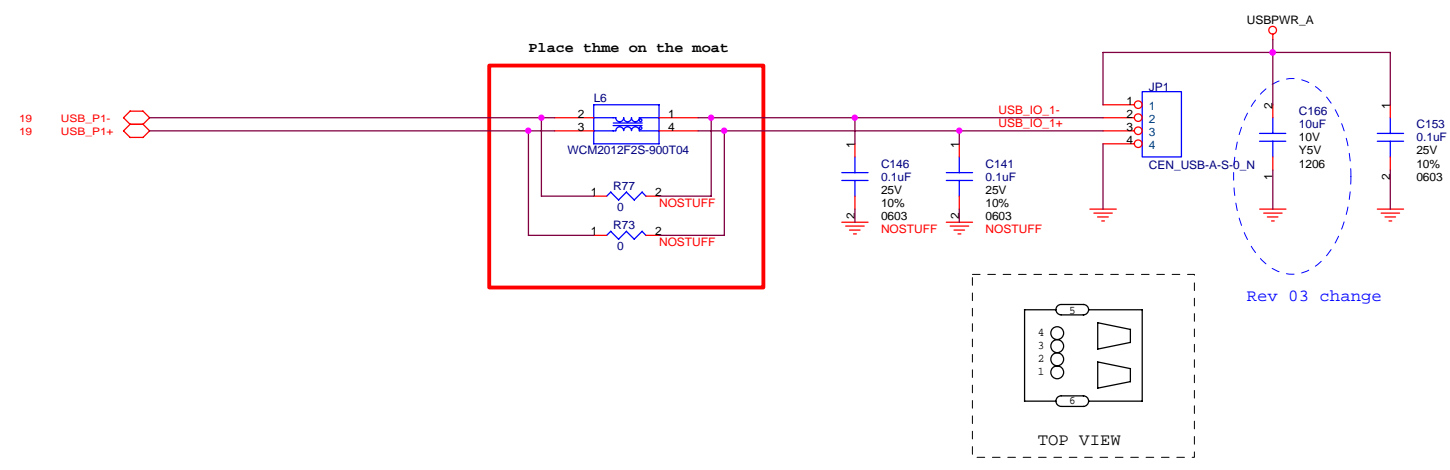 USBPWR_A
Place thme on the moat
19 USB_P1-
19 USB_P1+
L6
2 1
3 4
WCM2012F2S-900T04
1 R77 2
0 NOSTUFF
1 R73 2
0 NOSTUFF
USB_IO_1-
USB_IO_1+
1
C146
0.1uF
25V
10%
0603
2
NOSTUFF
1
C141
0.1uF
25V
10%
0603
2
NOSTUFF
JP1
1 1
2 2
3 3
4 4
CEN_USB-A-S-0_N
2
C166
10uF
10V
Y5V
1206
1
1
C153
0.1uF
25V
10%
0603
2
Rev 03 change
5
4
3
2
1
6
TOP VIEW